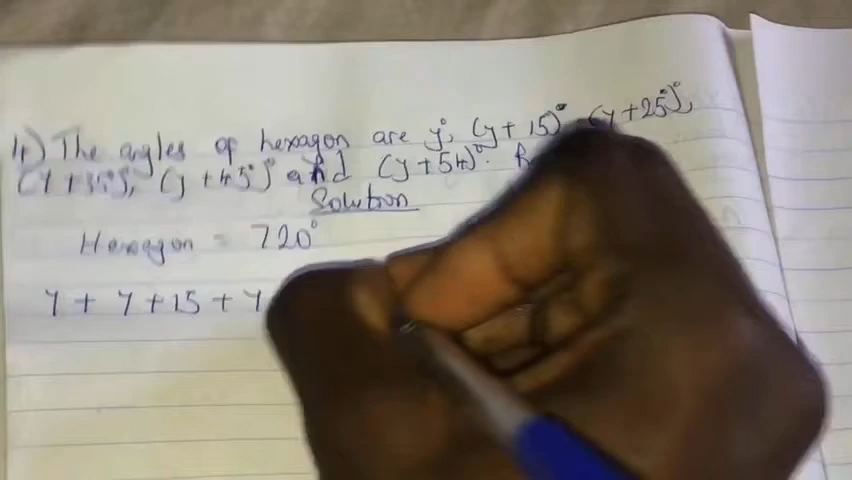 4) The angles of hexagon are y°, (y+15)° (y+25°)°,
(y+35°)°, (y+45°)° and (y+54)°.
Solution
Hexagon = 720°
y + y+15 + y